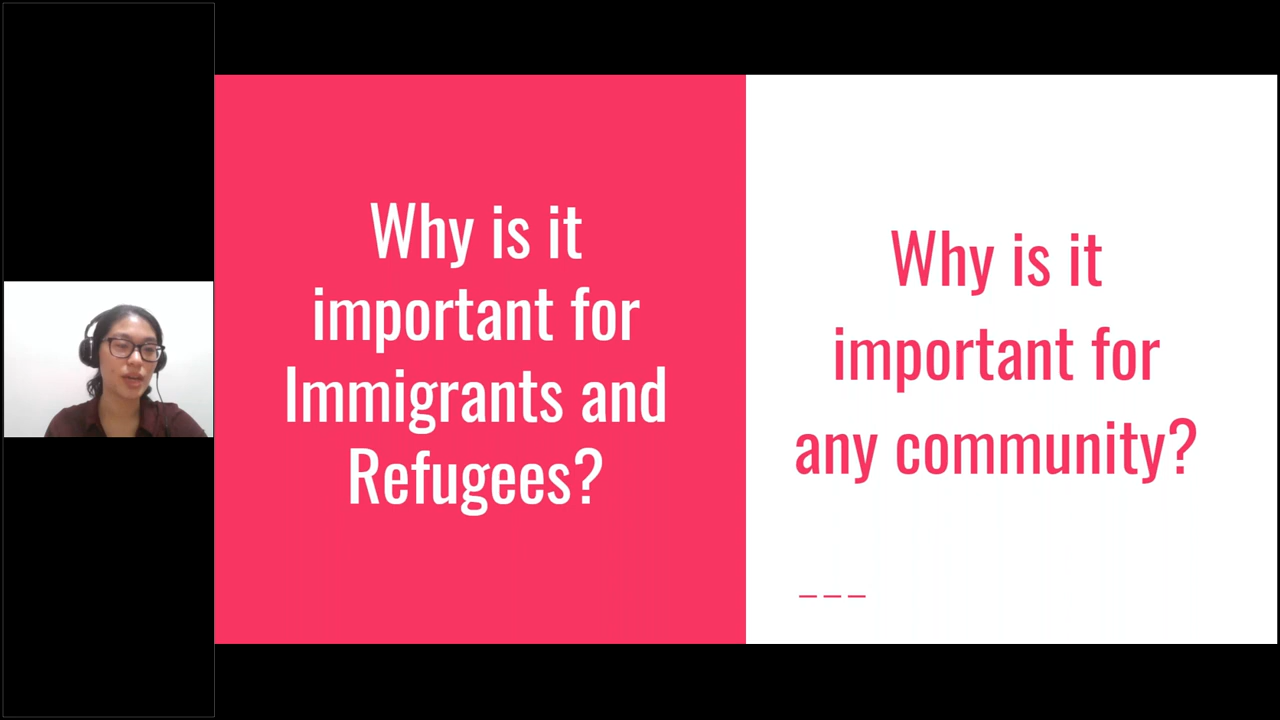 Why is it
important for
Immigrants and
Refugees?
Why is it
important for
any community?